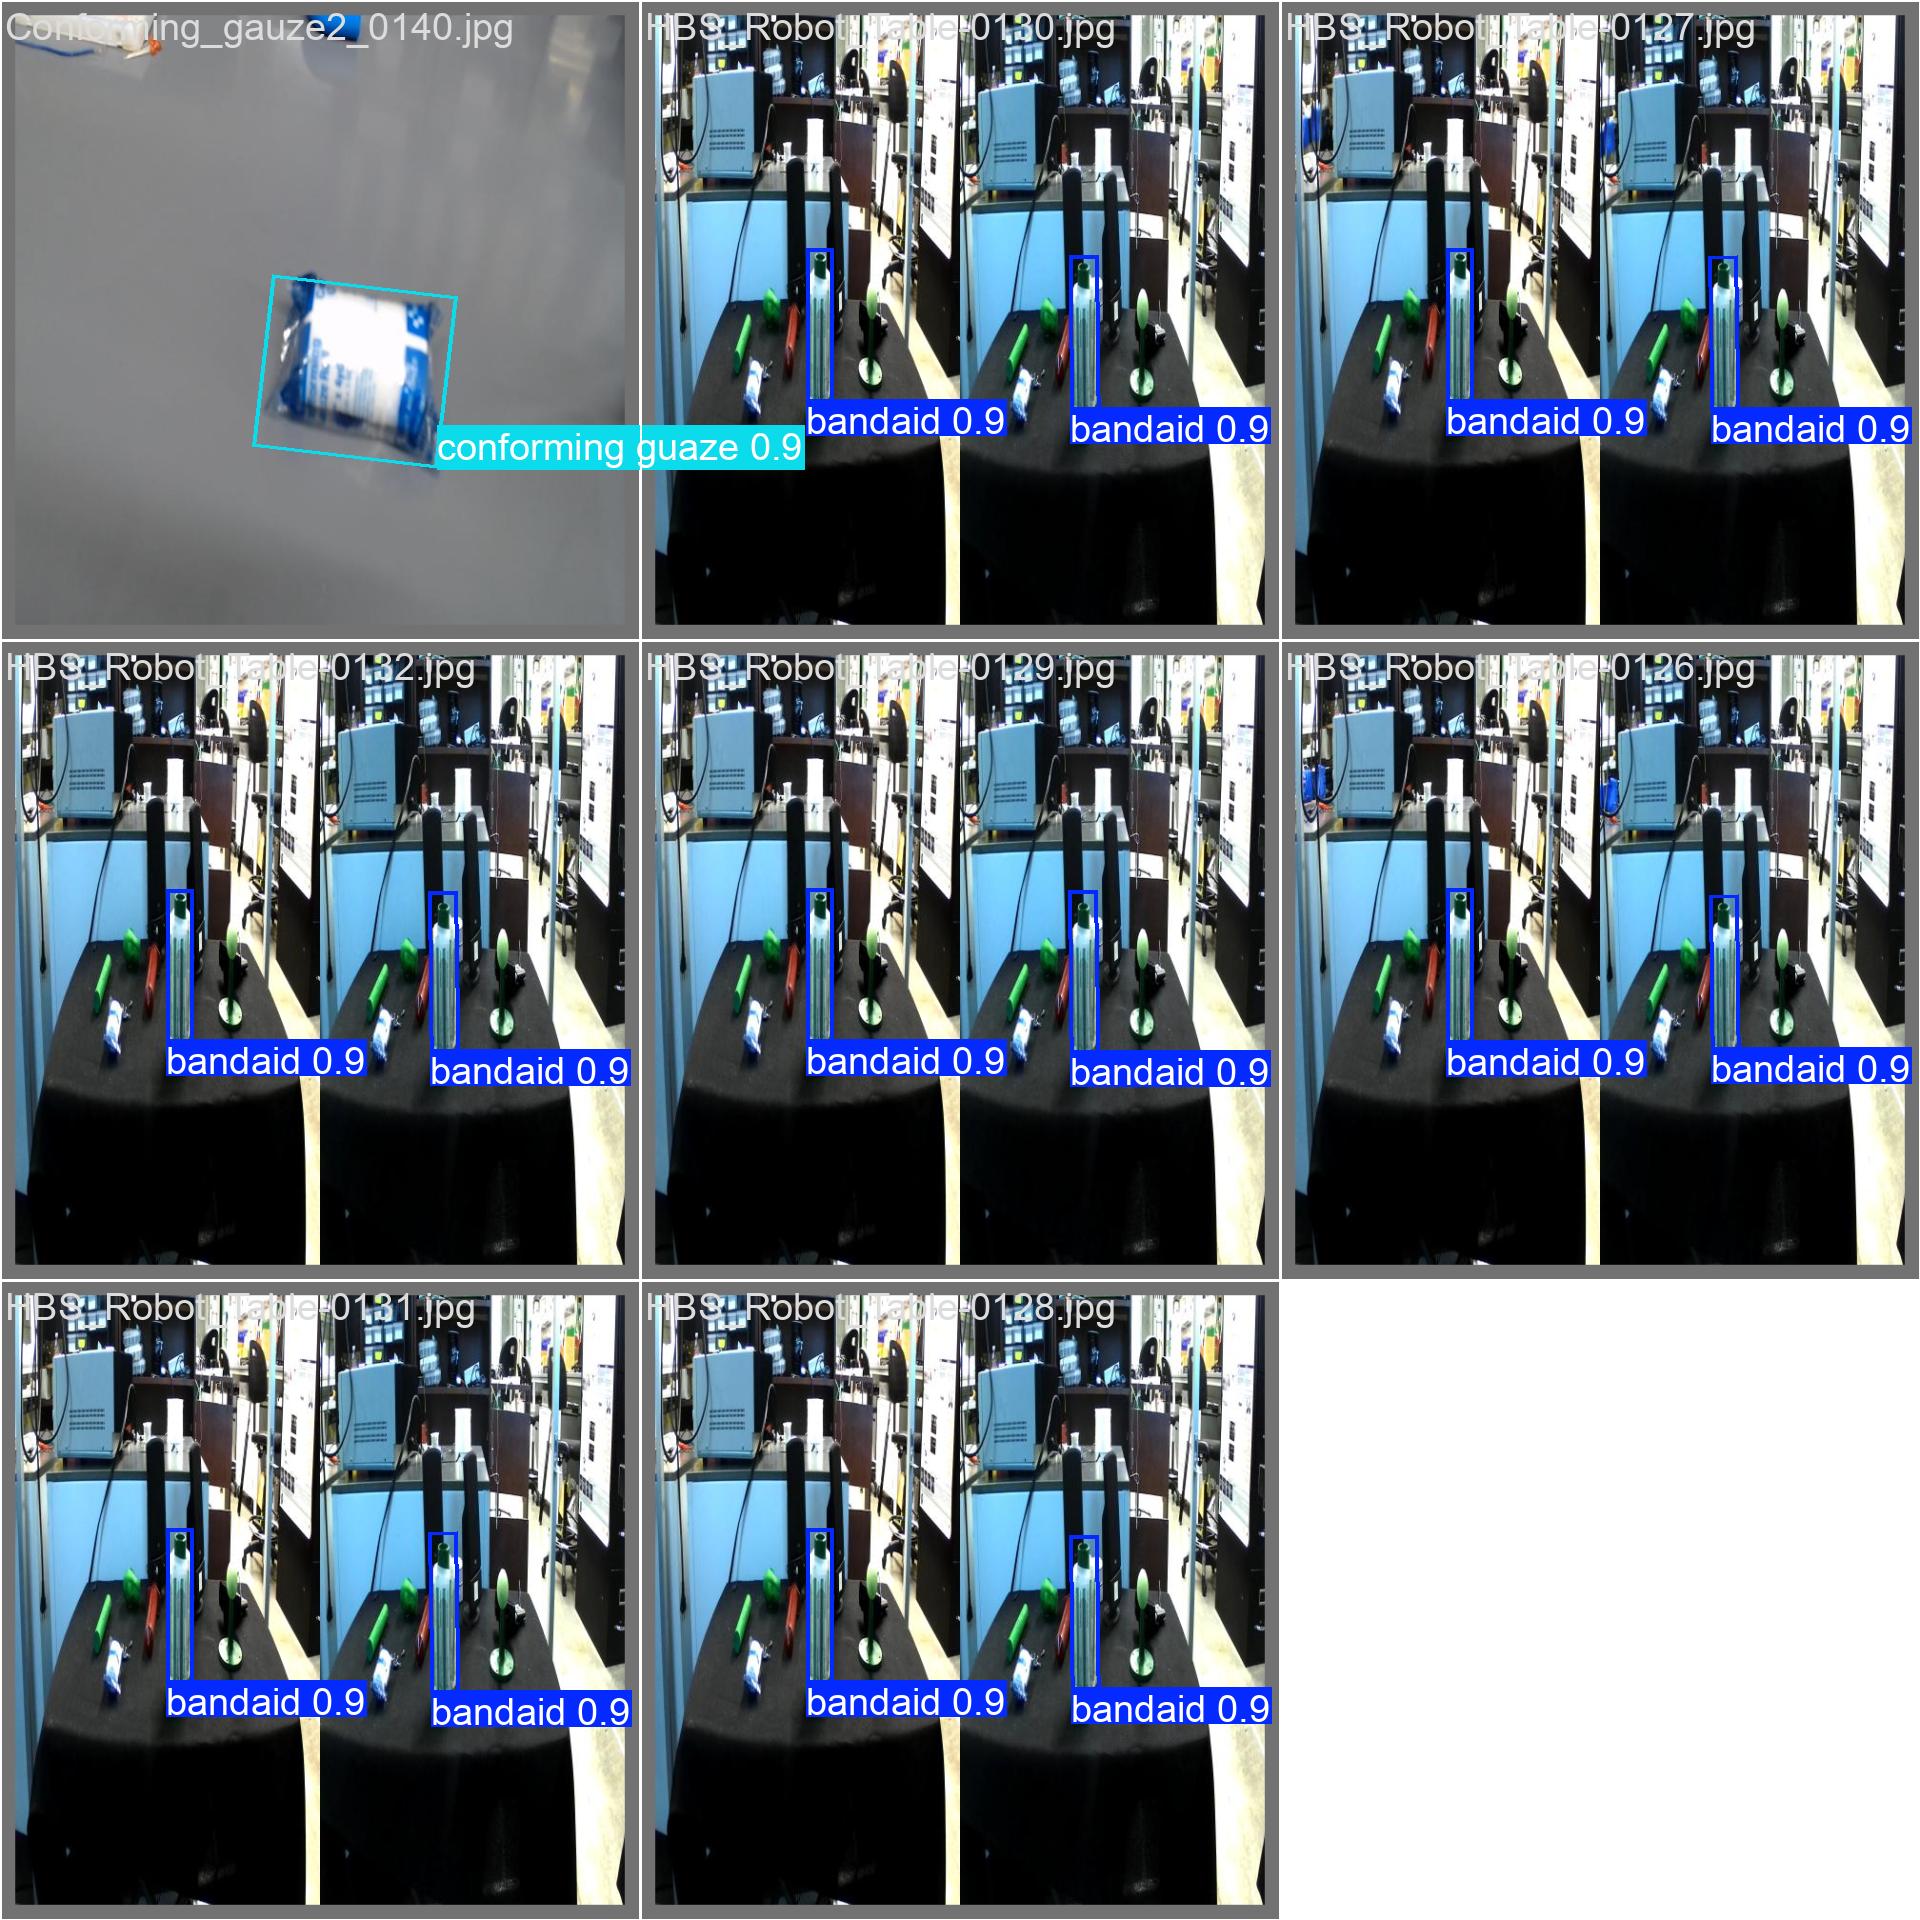 Conforming_gauze2_0140.jpg
HBS_Robot_Table-0130.jpg
HBS_Robot_Table-0127.jpg
bandaid 0.9
bandaid 0.9
bandaid 0.9
bandaid 0.9
conforming guaze 0.9
HBS_Robot_Table-0132.jpg
HBS_Robot_Table-0129.jpg
HBS_Robot_Table-0126.jpg
bandaid 0.9
bandaid 0.9
bandaid 0.9
bandaid 0.9
bandaid 0.9
bandaid 0.9
HBS_Robot_Table-0131.jpg
HBS_Robot_Table-0128.jpg
bandaid 0.9
bandaid 0.9
bandaid 0.9
bandaid 0.9